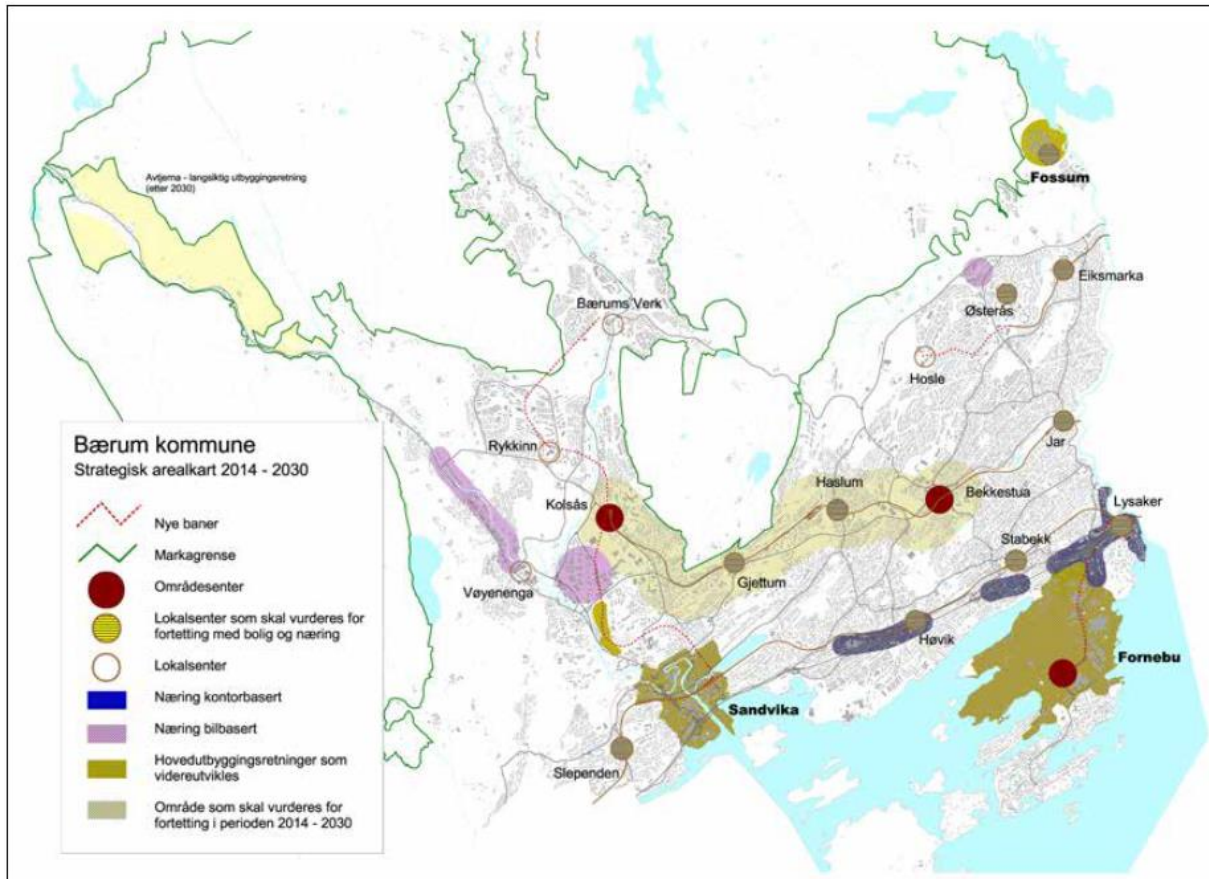 Avtjerna - langsiktig utbyggingsretning
(etter 2030)
Fossum
Eiksmarka
Østerås
Bærums Verk
Hosle
Jar
Rykkinn
Haslum
Bekkestua
Kolsås
Lysaker
Stabekk
Gjettum
Vøyenenga
Høvik
Fornebu
Sandvika
Slependen
Bærum kommune
Strategisk arealkart 2014 - 2030
Nye baner
Markagrense
Områdesenter
Lokalsenter som skal vurderes for
fortetting med bolig og næring
Lokalsenter
Næring kontorbasert
Næring bilbasert
Hovedutbyggingsretninger som
videreutvikles
Område som skal vurderes for
fortetting i perioden 2014 - 2030